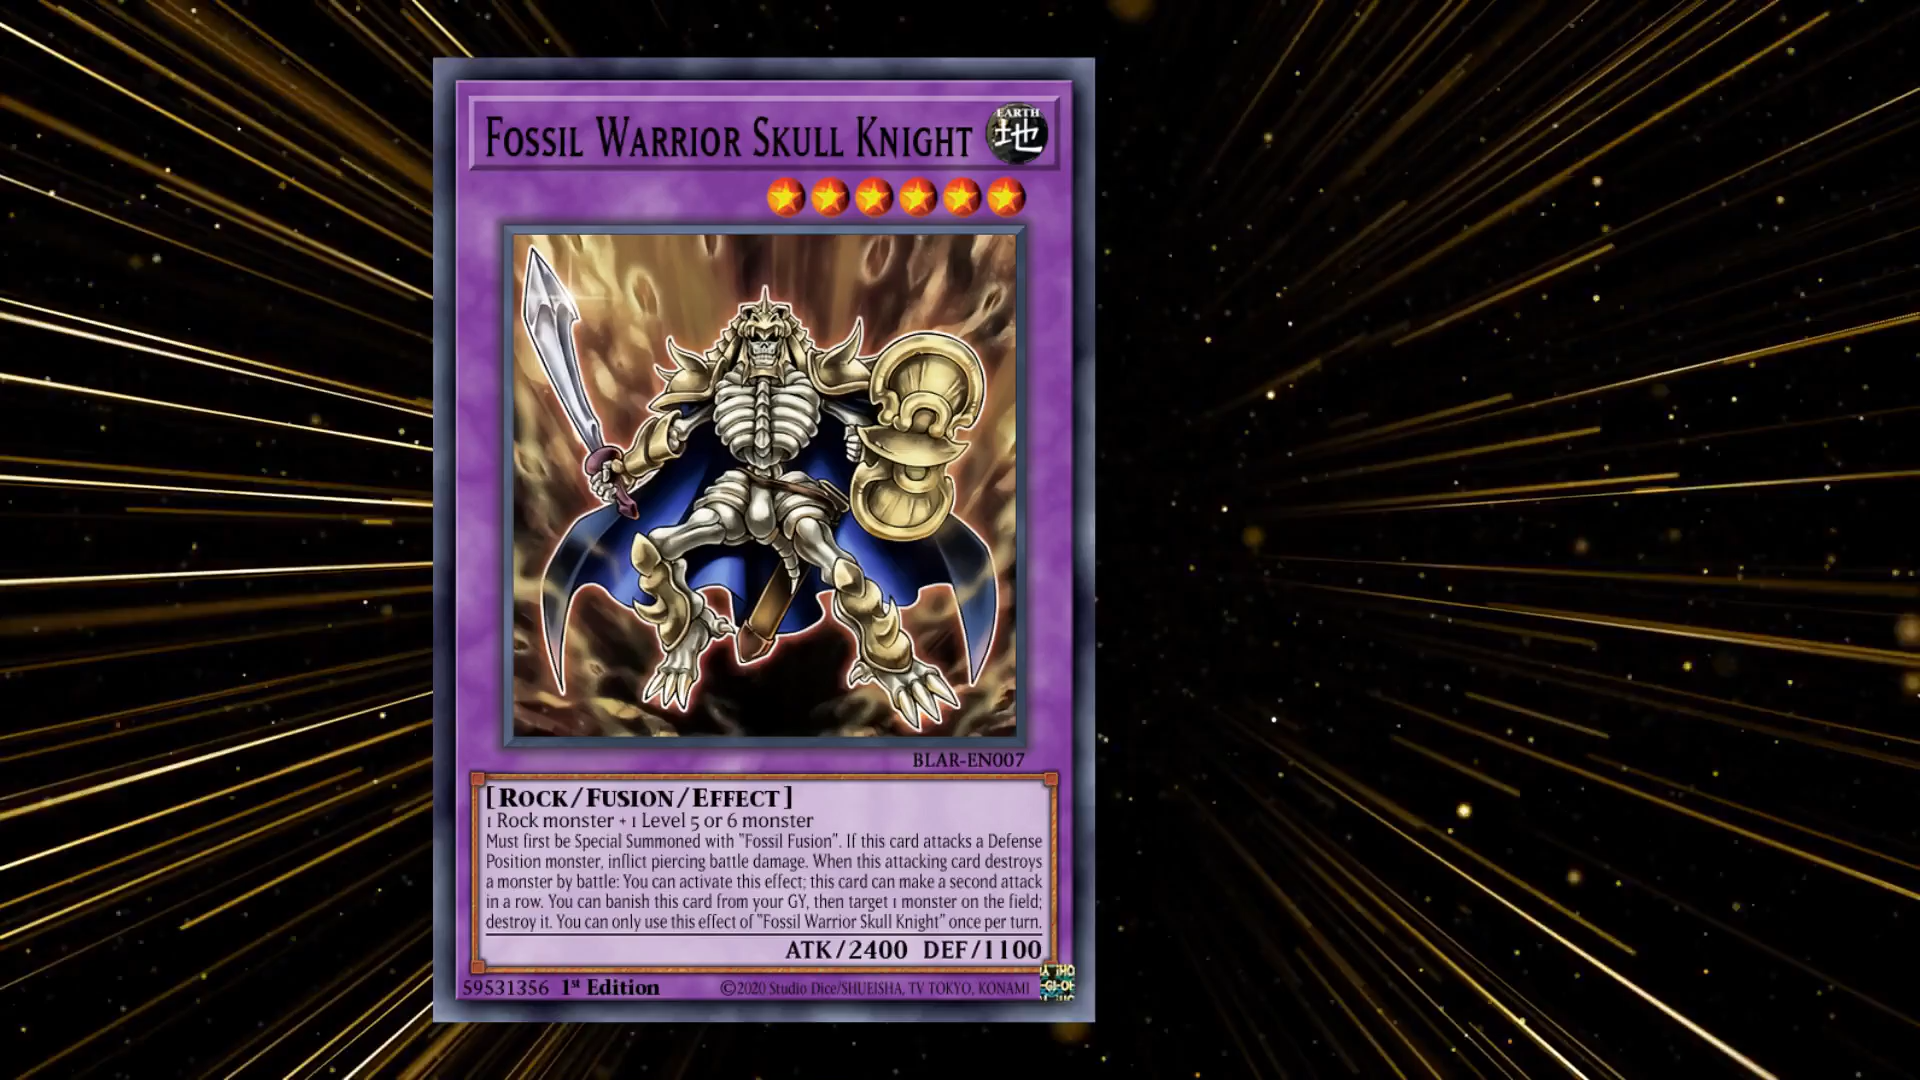 FOSSIL WARRIOR SKULL KNIGHT
EARTH
地
BLAR-EN007
[ROCK/FUSION/EFFECT]
1 Rock monster + 1 Level 5 or 6 monster
Must first be Special Summoned with "Fossil Fusion". If this card attacks a Defense
Position monster, inflict piercing battle damage. When this attacking card destroys
a monster by battle: You can activate this effect; this card can make a second attack
in a row. You can banish this card from your GY, then target 1 monster on the field;
destroy it. You can only use this effect of "Fossil Warrior Skull Knight" once per turn.
ATK/2400 DEF/1100
59531356 1st Edition ©2020 Studio Dice/SHUEISHA, TV TOKYO, KONAMI